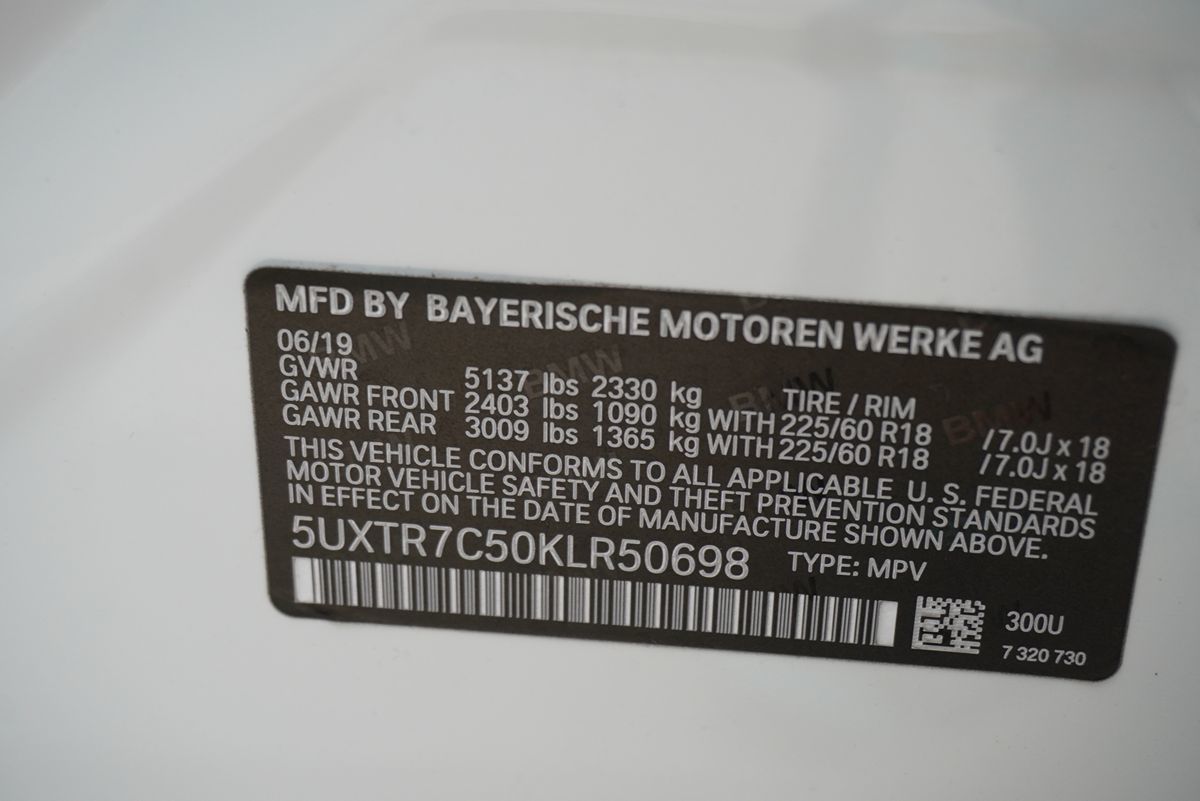 MFD BY BAYERISCHE MOTOREN WERKE AG
06/19
GVWR 5137 lbs 2330 kg TIRE / RIM
GAWR FRONT 2403 lbs 1090 kg WITH 225/60 R18 /7.0J x 18
GAWR REAR 3009 lbs 1365 kg WITH 225/60 R18 /7.0J x 18
THIS VEHICLE CONFORMS TO ALL APPLICABLE U. S. FEDERAL
MOTOR VEHICLE SAFETY AND THEFT PREVENTION STANDARDS
IN EFFECT ON THE DATE OF MANUFACTURE SHOWN ABOVE.
5UXTR7C50KLR50698 TYPE: MPV
300U
7 320 730